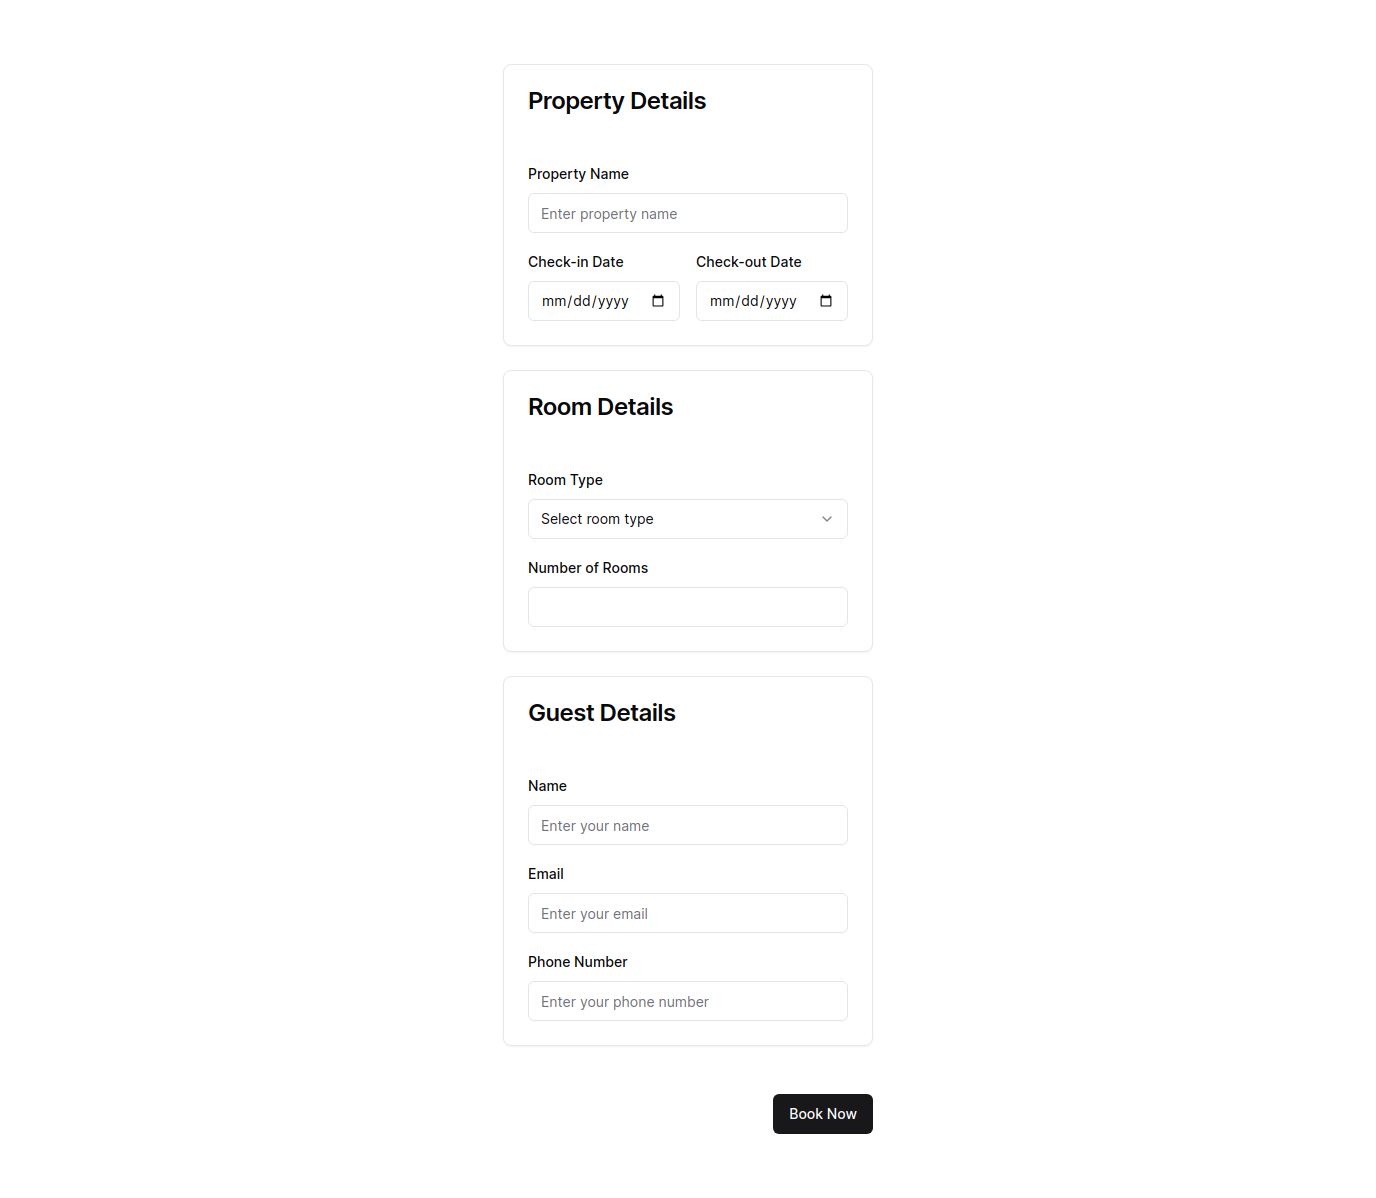 Property Details
Property Name
Enter property name
Check-in Date Check-out Date
mm/dd/yyyy mm/dd/yyyy
Room Details
Room Type
Select room type
Number of Rooms
Guest Details
Name
Enter your name
Email
Enter your email
Phone Number
Enter your phone number
Book Now